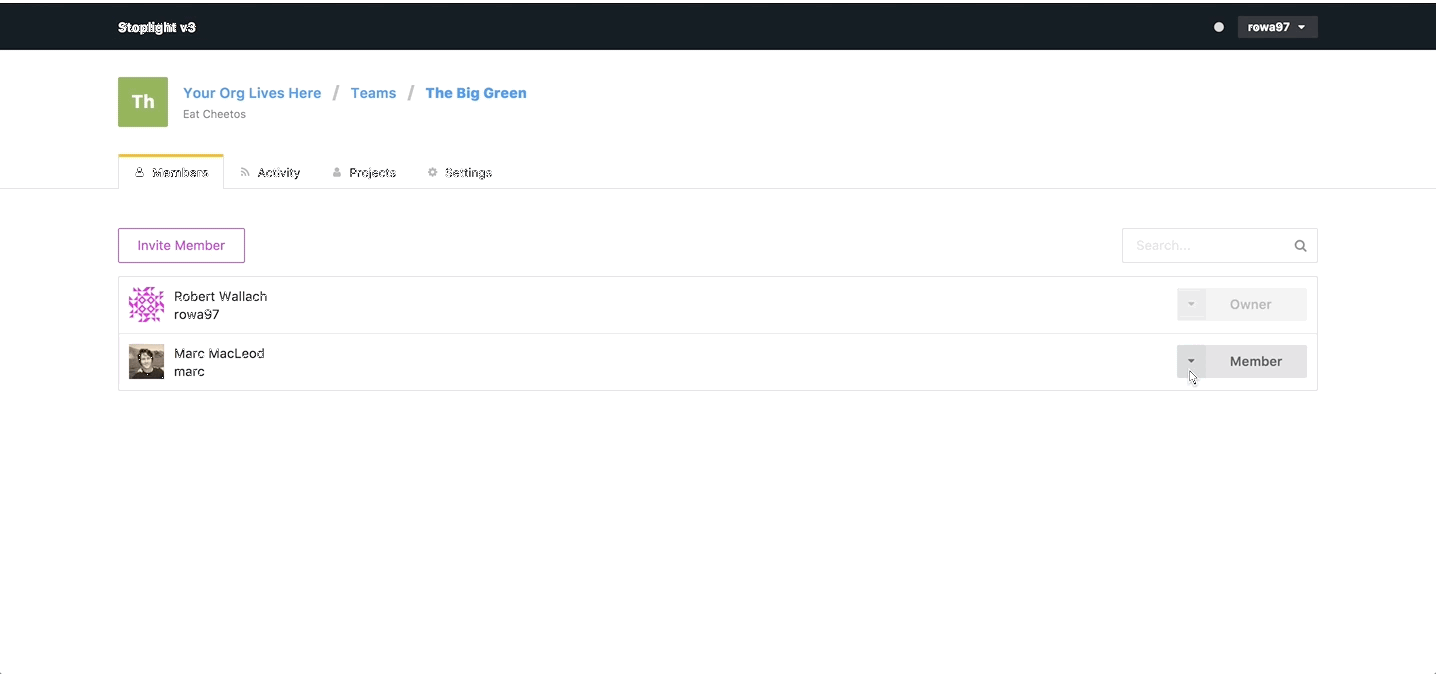 Stoplight v3
rowa97
Th
Your Org Lives Here / Teams / The Big Green
Eat Cheetos
Members
Activity
Projects
Settings
Invite Member
Search...
Robert Wallach
rowa97
Owner
Marc MacLeod
marc
Member